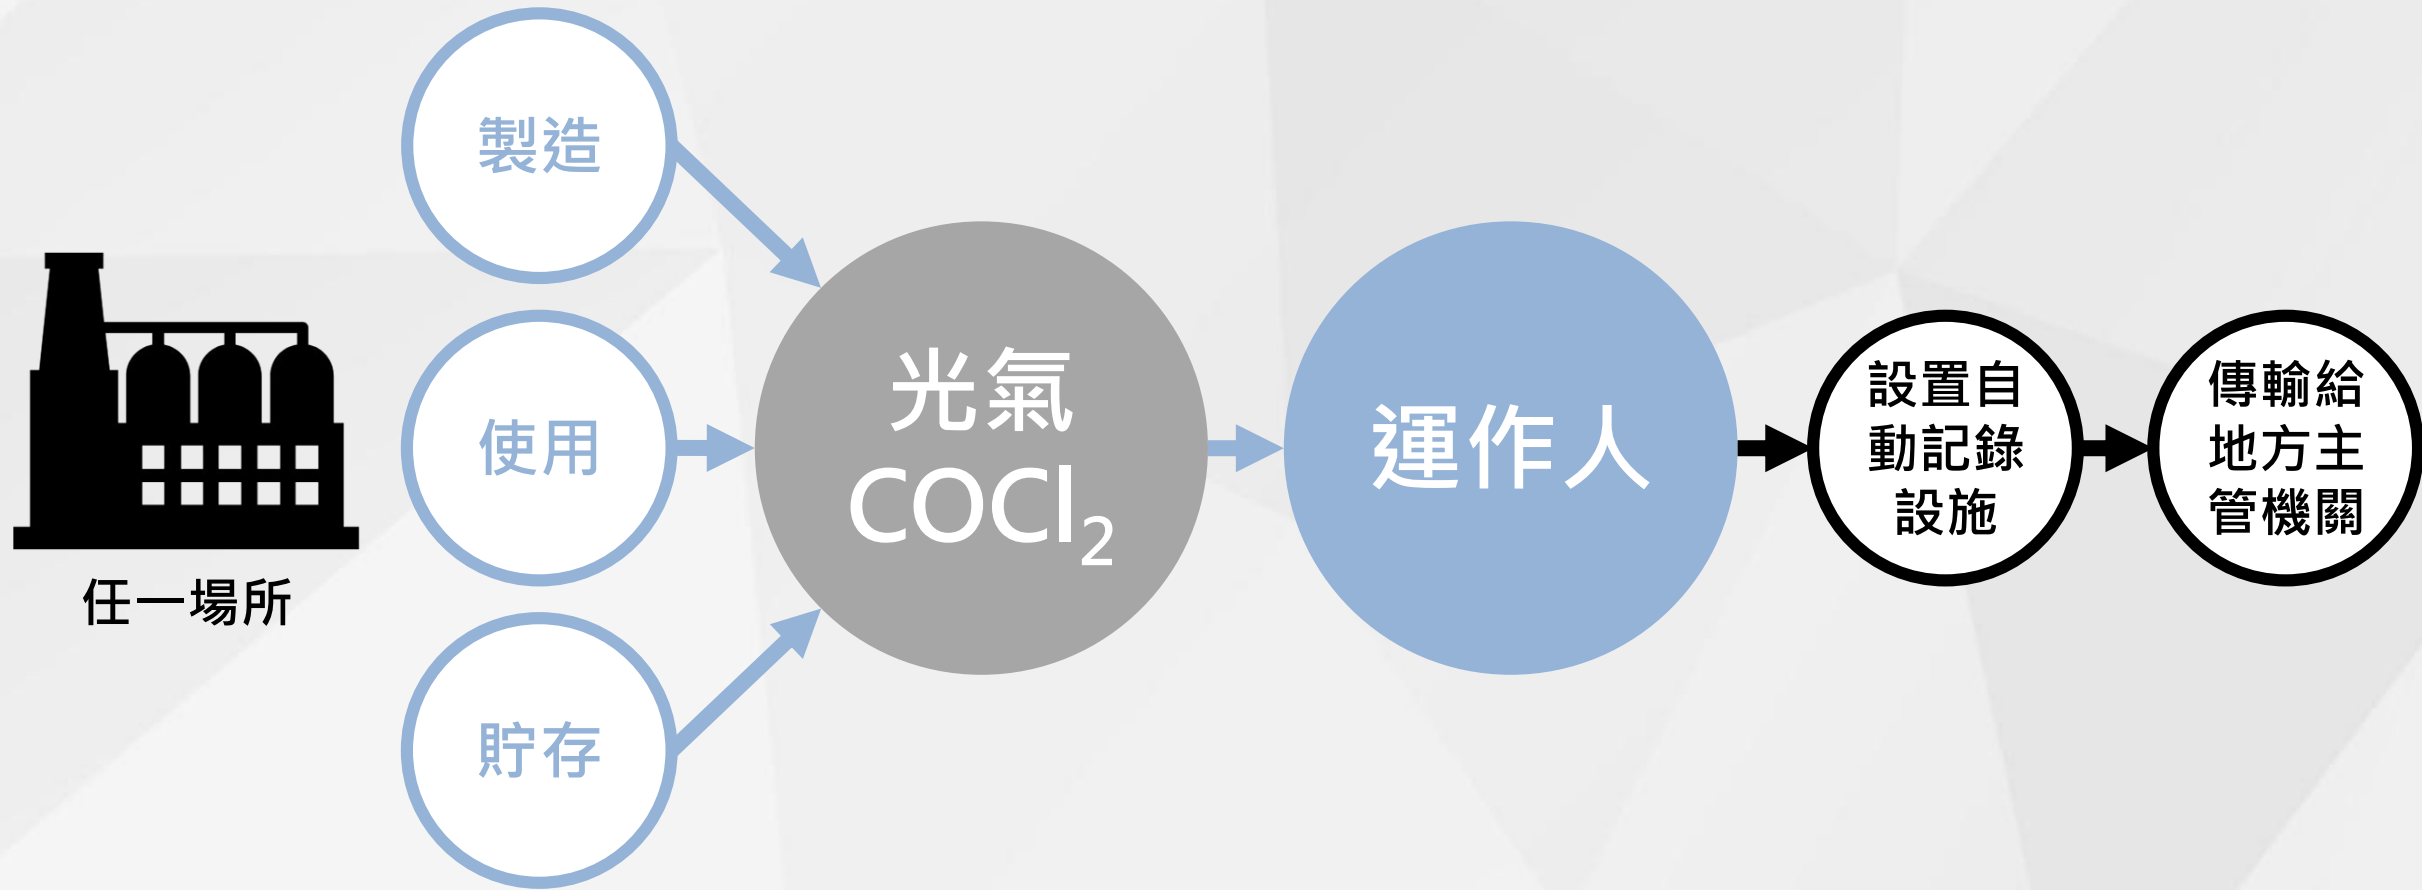 任一場所
製造
使用
貯存
光氣
COCl₂
運作人
設置自
動記錄
設施
傳輸給
地方主
管機關